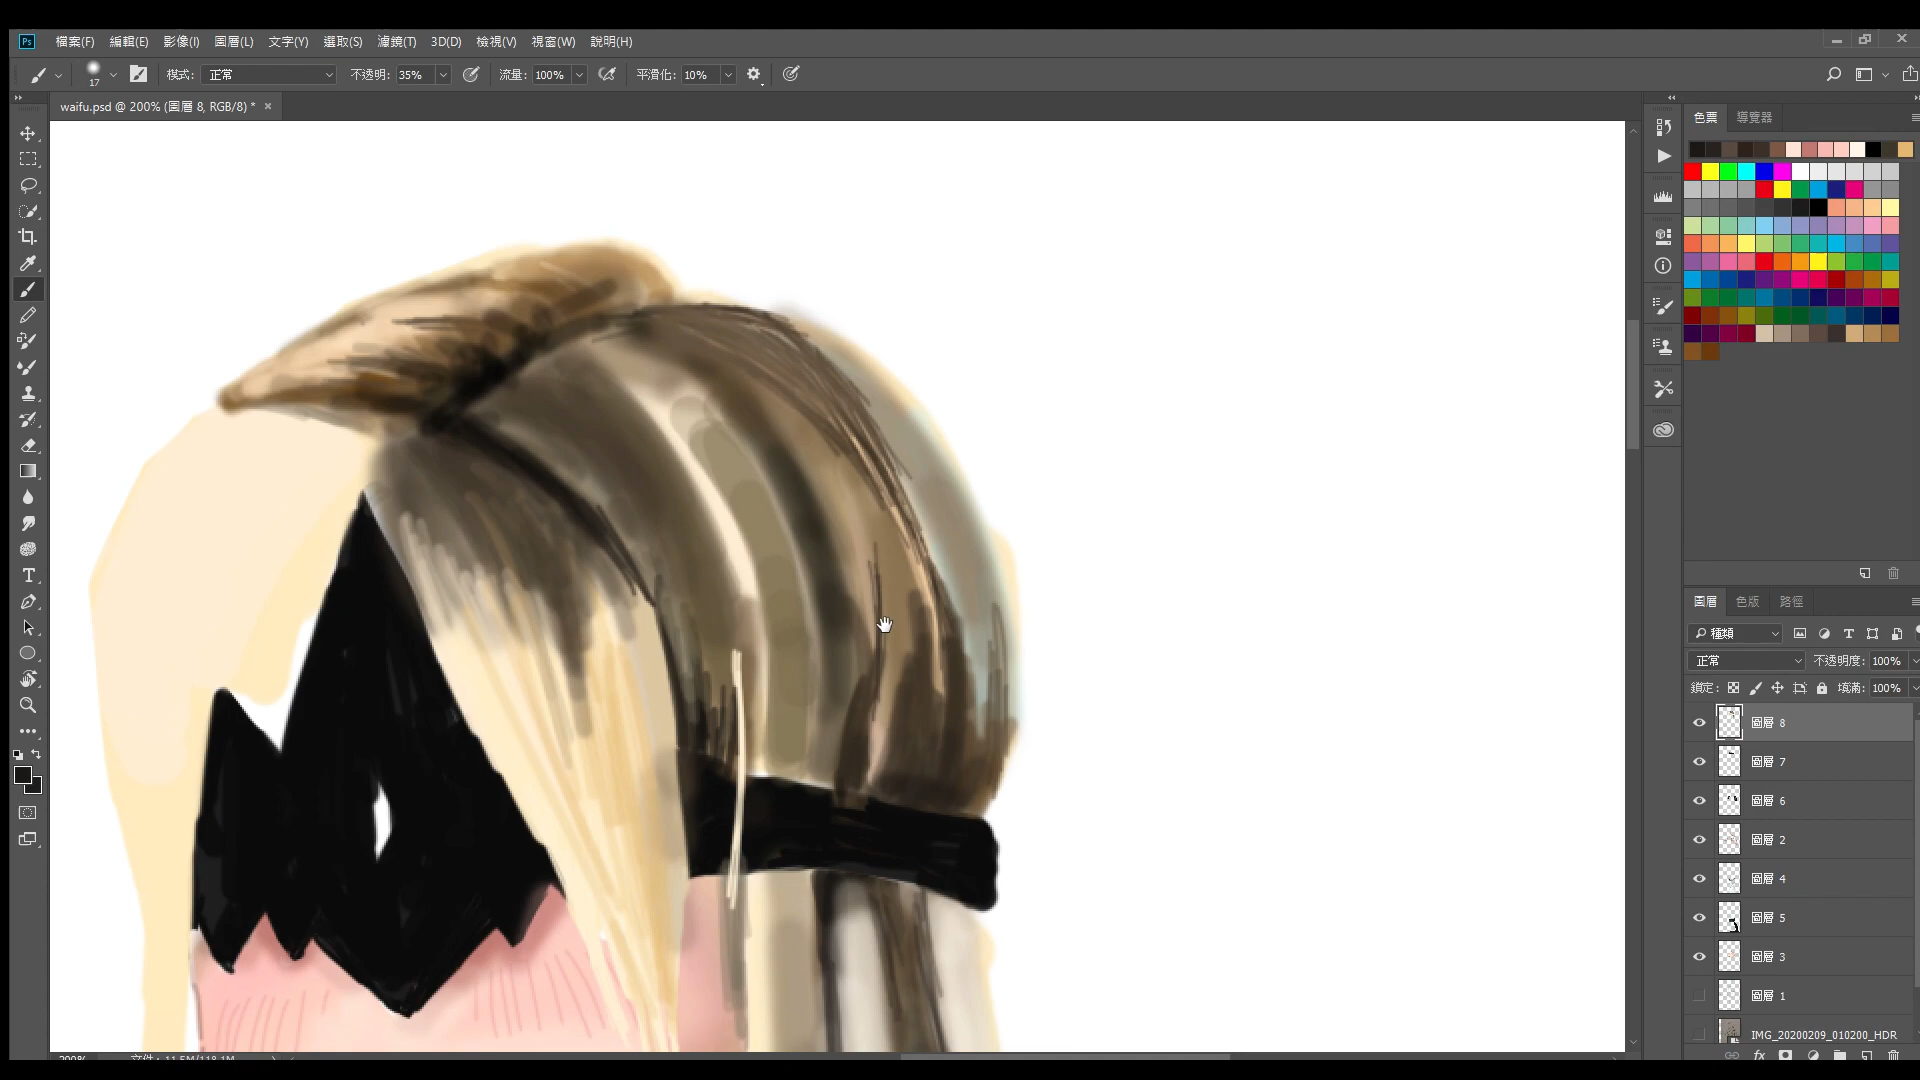 Ps 檔案(F) 編輯(E) 影像(I) 圖層(L) 文字(Y) 選取(S) 濾鏡(T) 3D(D) 檢視(V) 視窗(W) 說明(H)
17 模式: 正常 不透明: 35% 流量: 100% 平滑化: 10%
waifu.psd @ 200% (圖層 8, RGB/8) *
色票 導覽器
圖層 色版 路徑
種類
正常 不透明度: 100%
鎖定: 填滿: 100%
圖層 8
圖層 7
圖層 6
圖層 2
圖層 4
圖層 5
圖層 3
圖層 1
IMG_20200209_010200_HDR
fx
200% 文件: 11.5M/118.1M